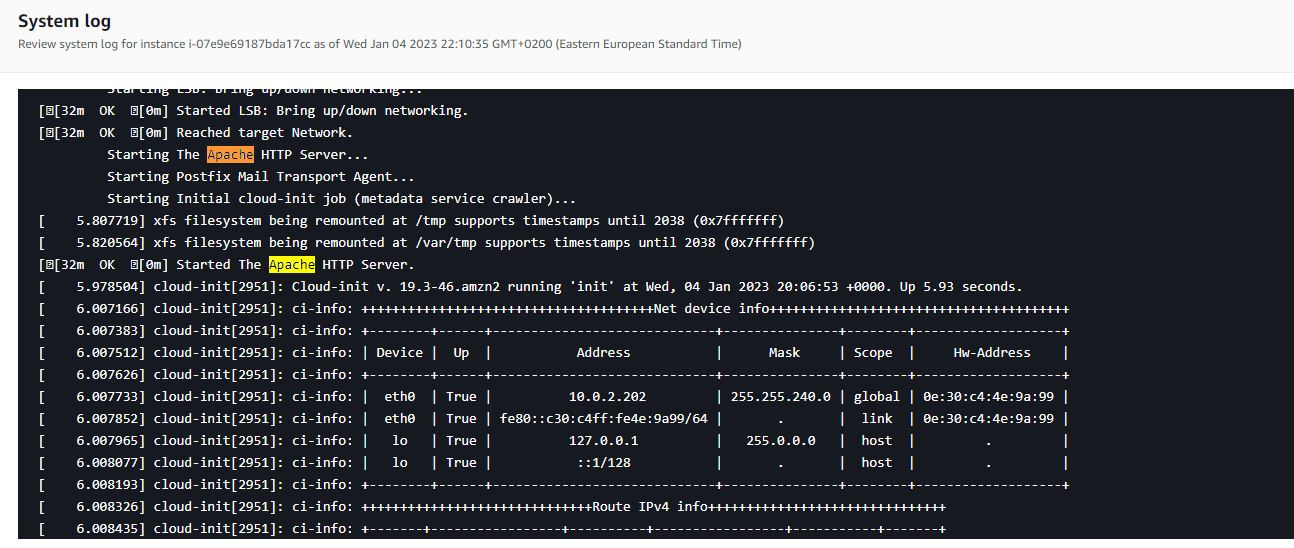 System log
Review system log for instance i-07e9e69187bda17cc as of Wed Jan 04 2023 22:10:35 GMT+0200 (Eastern European Standard Time)
Starting LSB: Bring up/down networking...
[[32m  OK  [0m] Started LSB: Bring up/down networking.
[[32m  OK  [0m] Reached target Network.
Starting The Apache HTTP Server...
Starting Postfix Mail Transport Agent...
Starting Initial cloud-init job (metadata service crawler)...
[    5.807719] xfs filesystem being remounted at /tmp supports timestamps until 2038 (0x7fffffff)
[    5.820564] xfs filesystem being remounted at /var/tmp supports timestamps until 2038 (0x7fffffff)
[[32m  OK  [0m] Started The Apache HTTP Server.
[    5.978504] cloud-init[2951]: Cloud-init v. 19.3-46.amzn2 running 'init' at Wed, 04 Jan 2023 20:06:53 +0000. Up 5.93 seconds.
[    6.007166] cloud-init[2951]: ci-info: ++++++++++++++++++++++++++++++++++++++Net device info+++++++++++++++++++++++++++++++++++++++
[    6.007383] cloud-init[2951]: ci-info: +--------+------+-----------------------------+---------------+--------+-------------------+
[    6.007512] cloud-init[2951]: ci-info: | Device |  Up  |           Address           |      Mask     | Scope  |     Hw-Address    |
[    6.007626] cloud-init[2951]: ci-info: +--------+------+-----------------------------+---------------+--------+-------------------+
[    6.007733] cloud-init[2951]: ci-info: |  eth0  | True |          10.0.2.202         | 255.255.240.0 | global | 0e:30:c4:4e:9a:99 |
[    6.007852] cloud-init[2951]: ci-info: |  eth0  | True | fe80::c30:c4ff:fe4e:9a99/64 |       .       |  link  | 0e:30:c4:4e:9a:99 |
[    6.007965] cloud-init[2951]: ci-info: |   lo   | True |          127.0.0.1          |   255.0.0.0   |  host  |         .         |
[    6.008077] cloud-init[2951]: ci-info: |   lo   | True |           ::1/128           |       .       |  host  |         .         |
[    6.008193] cloud-init[2951]: ci-info: +--------+------+-----------------------------+---------------+--------+-------------------+
[    6.008326] cloud-init[2951]: ci-info: ++++++++++++++++++++++++++++++Route IPv4 info+++++++++++++++++++++++++++++++
[    6.008435] cloud-init[2951]: ci-info: +-------+-------------+----------+---------------+-----------+-------+